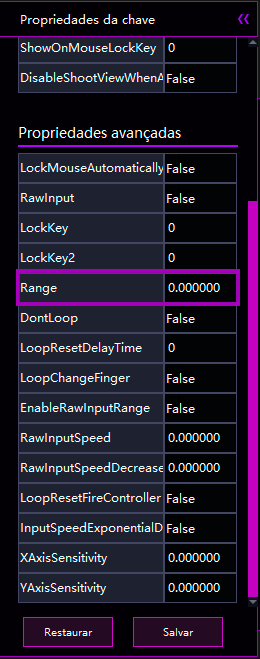 Propriedades da chave
ShowOnMouseLockKey 0
DisableShootViewWhenA False
Propriedades avançadas
LockMouseAutomatically False
RawInput False
LockKey 0
LockKey2 0
Range 0.000000
DontLoop False
LoopResetDelayTime 0
LoopChangeFinger False
EnableRawInputRange False
RawInputSpeed 0.000000
RawInputSpeedDecrease 0.000000
LoopResetFireController False
InputSpeedExponentialD False
XAxisSensitivity 0.000000
YAxisSensitivity 0.000000
Restaurar Salvar